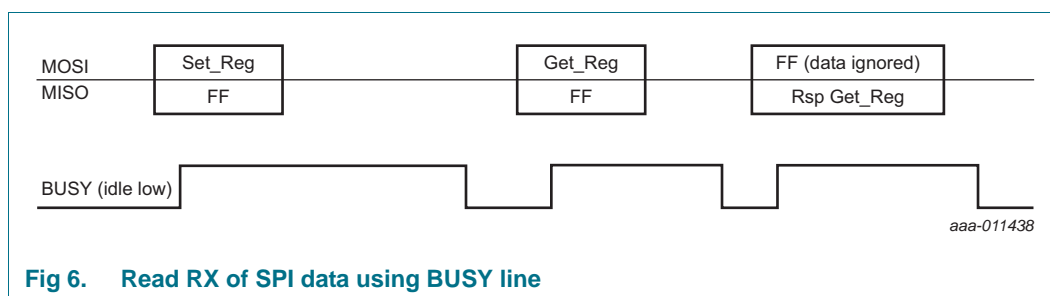 MOSI
Set_Reg
Get_Reg
FF (data ignored)
MISO
FF
FF
Rsp Get_Reg
BUSY (idle low)
aaa-011438
Fig 6. Read RX of SPI data using BUSY line